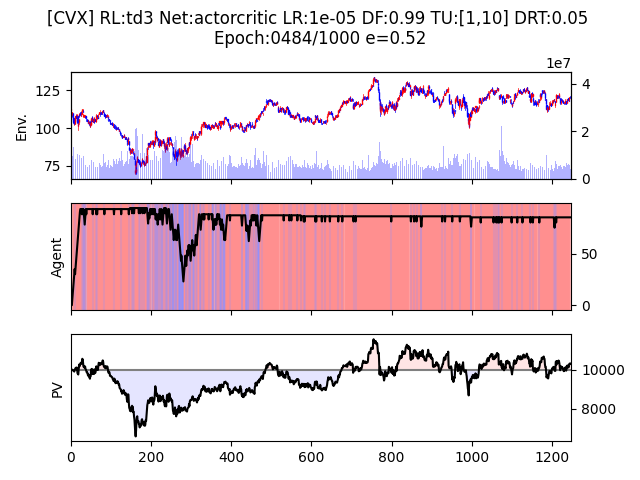 [CVX] RL:td3 Net:actorcritic LR:1e-05 DF:0.99 TU:[1,10] DRT:0.05
Epoch:0484/1000 e=0.52
1e7
Env.
125
100
75
4
2
0
Agent
50
0
PV
10000
8000
0
200
400
600
800
1000
1200